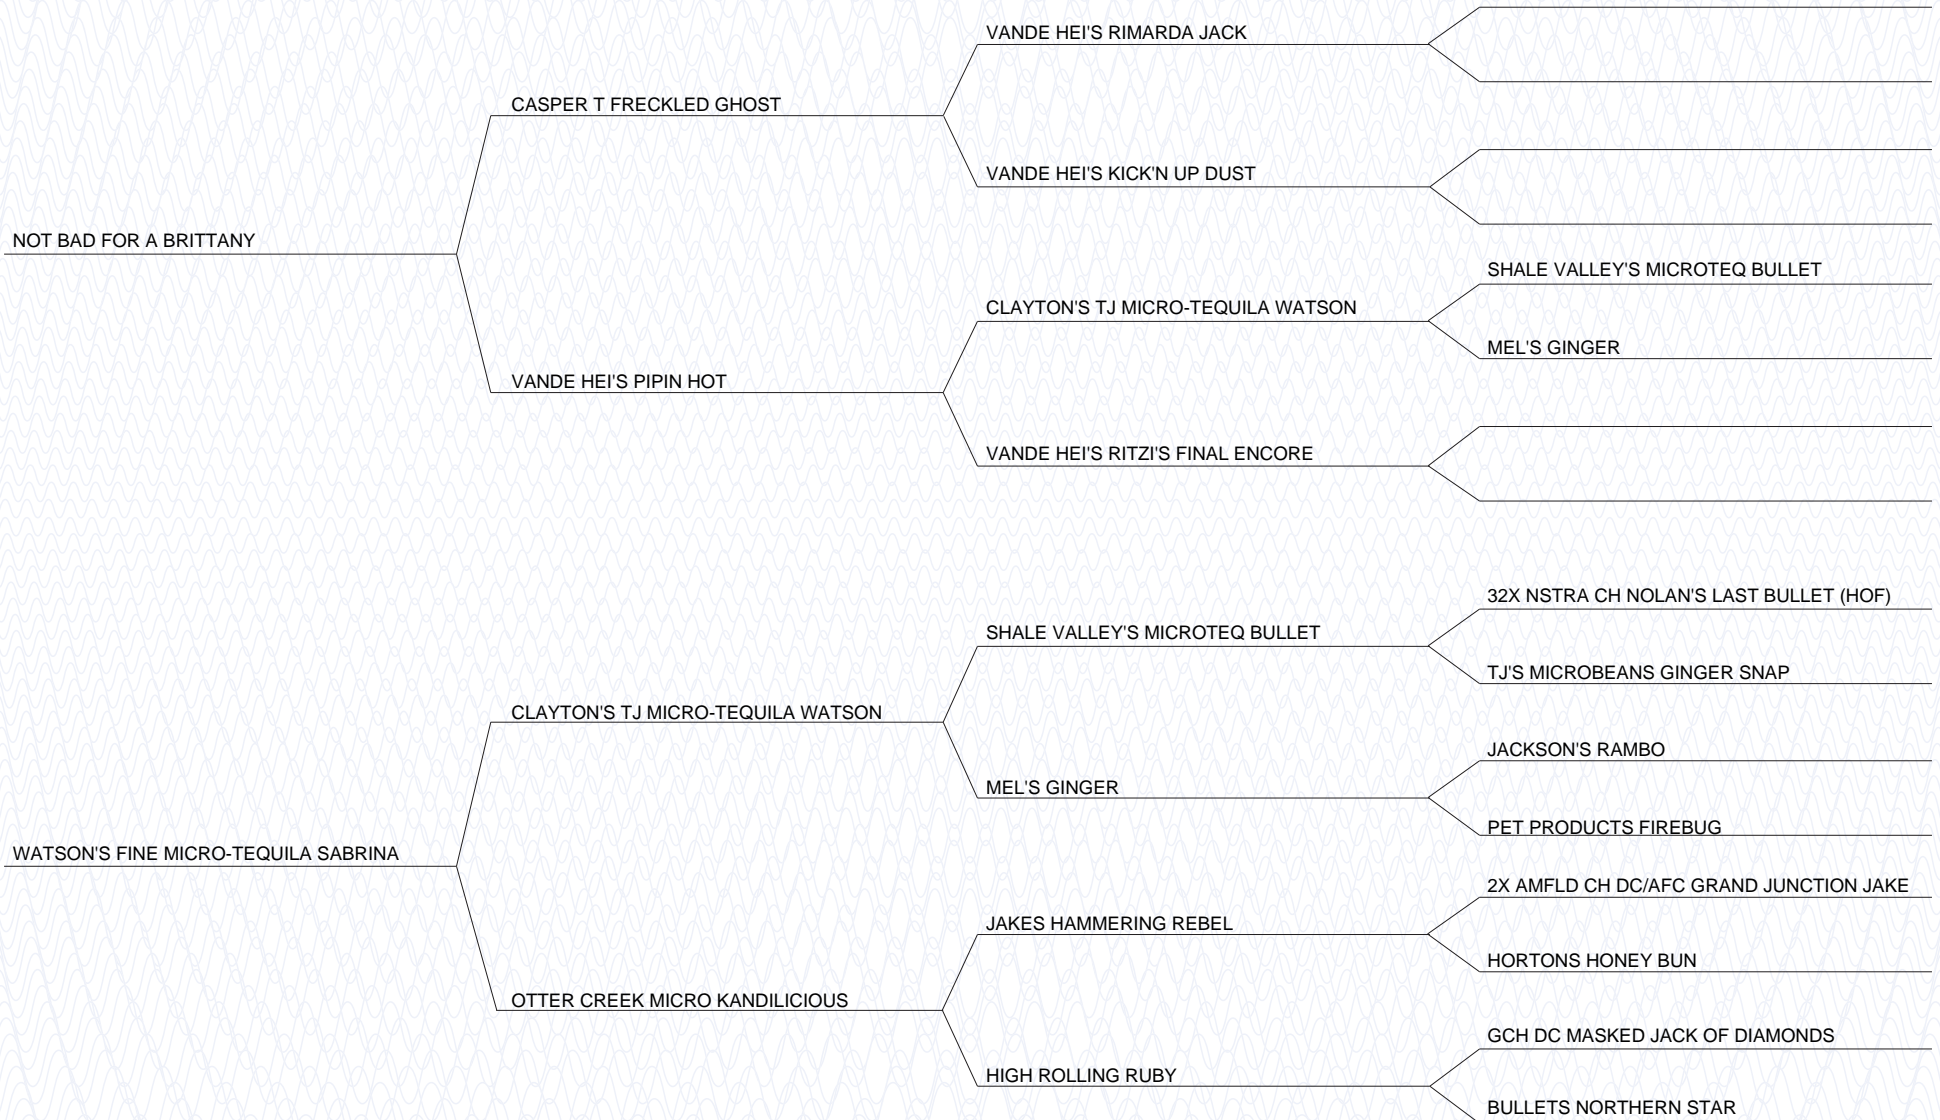 VANDE HEI'S RIMARDA JACK
CASPER T FRECKLED GHOST
VANDE HEI'S KICK'N UP DUST
NOT BAD FOR A BRITTANY
SHALE VALLEY'S MICROTEQ BULLET
CLAYTON'S TJ MICRO-TEQUILA WATSON
MEL'S GINGER
VANDE HEI'S PIPIN HOT
VANDE HEI'S RITZI'S FINAL ENCORE
32X NSTRA CH NOLAN'S LAST BULLET (HOF)
SHALE VALLEY'S MICROTEQ BULLET
TJ'S MICROBEANS GINGER SNAP
CLAYTON'S TJ MICRO-TEQUILA WATSON
JACKSON'S RAMBO
MEL'S GINGER
PET PRODUCTS FIREBUG
WATSON'S FINE MICRO-TEQUILA SABRINA
2X AMFLD CH DC/AFC GRAND JUNCTION JAKE
JAKES HAMMERING REBEL
HORTONS HONEY BUN
OTTER CREEK MICRO KANDILICIOUS
GCH DC MASKED JACK OF DIAMONDS
HIGH ROLLING RUBY
BULLETS NORTHERN STAR